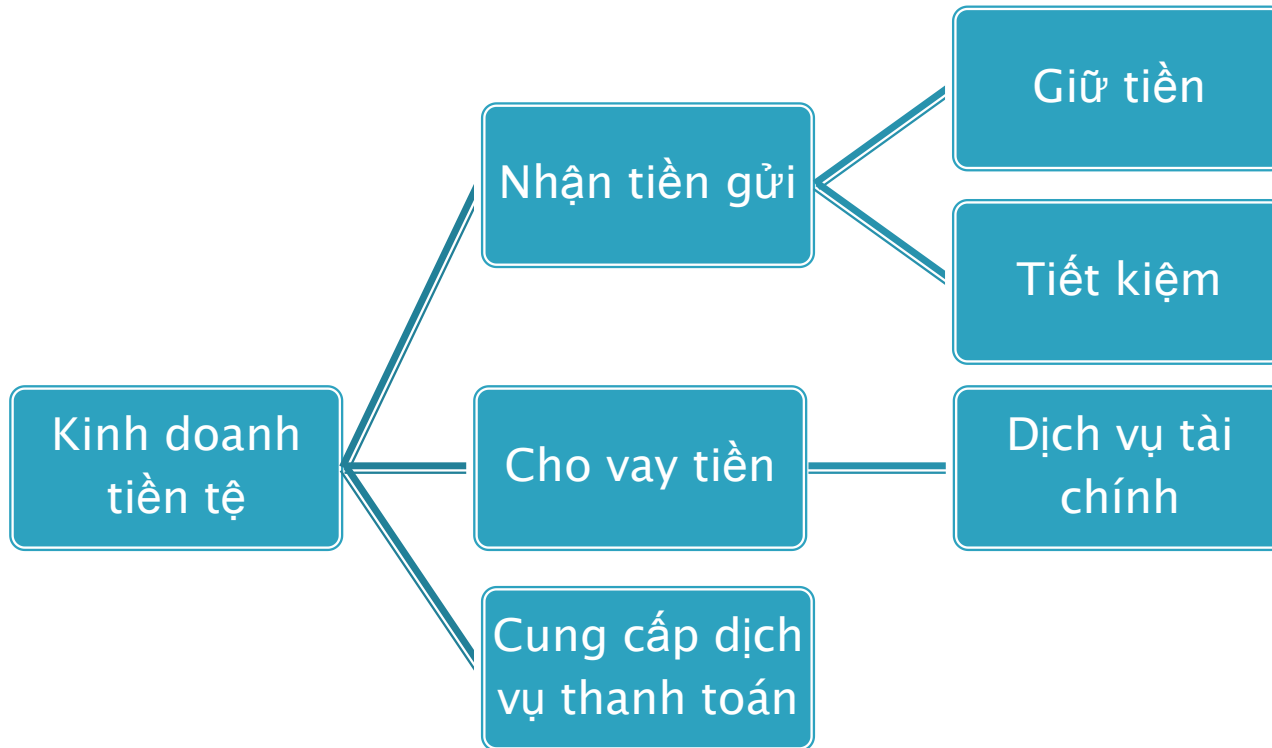 Giữ tiền
Nhận tiền gửi
Tiết kiệm
Kinh doanh
tiền tệ
Cho vay tiền
Dịch vụ tài
chính
Cung cấp dịch
vụ thanh toán